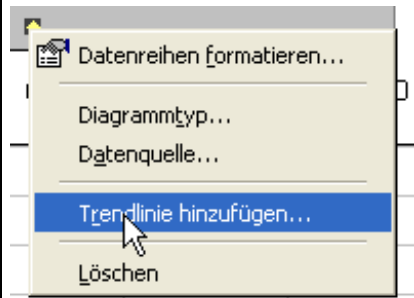 Datenreihen formatieren...
Diagrammtyp...
Datenquelle...
Trendlinie hinzufügen...
Löschen